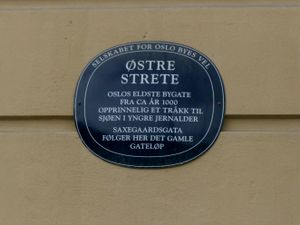 SELSKABET FOR OSLO BYES VEL
ØSTRE
STRETE
OSLOS ELDSTE BYGATE
FRA CA ÅR 1000
OPPRINNELIG ET TRÅKK TIL
SJØEN I YNGRE JERNALDER
SAXEGAARDSGATA
FØLGER HER DET GAMLE
GATELØP